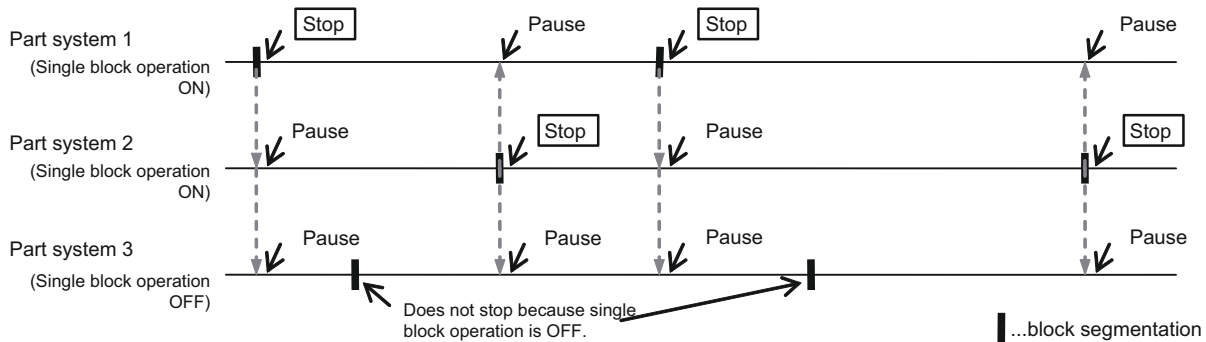 Stop
Pause
Stop
Pause
Part system 1
(Single block operation
ON)
Pause
Stop
Pause
Stop
Part system 2
(Single block operation
ON)
Pause
Pause
Pause
Pause
Part system 3
(Single block operation
OFF)
Does not stop because single
block operation is OFF.
...block segmentation